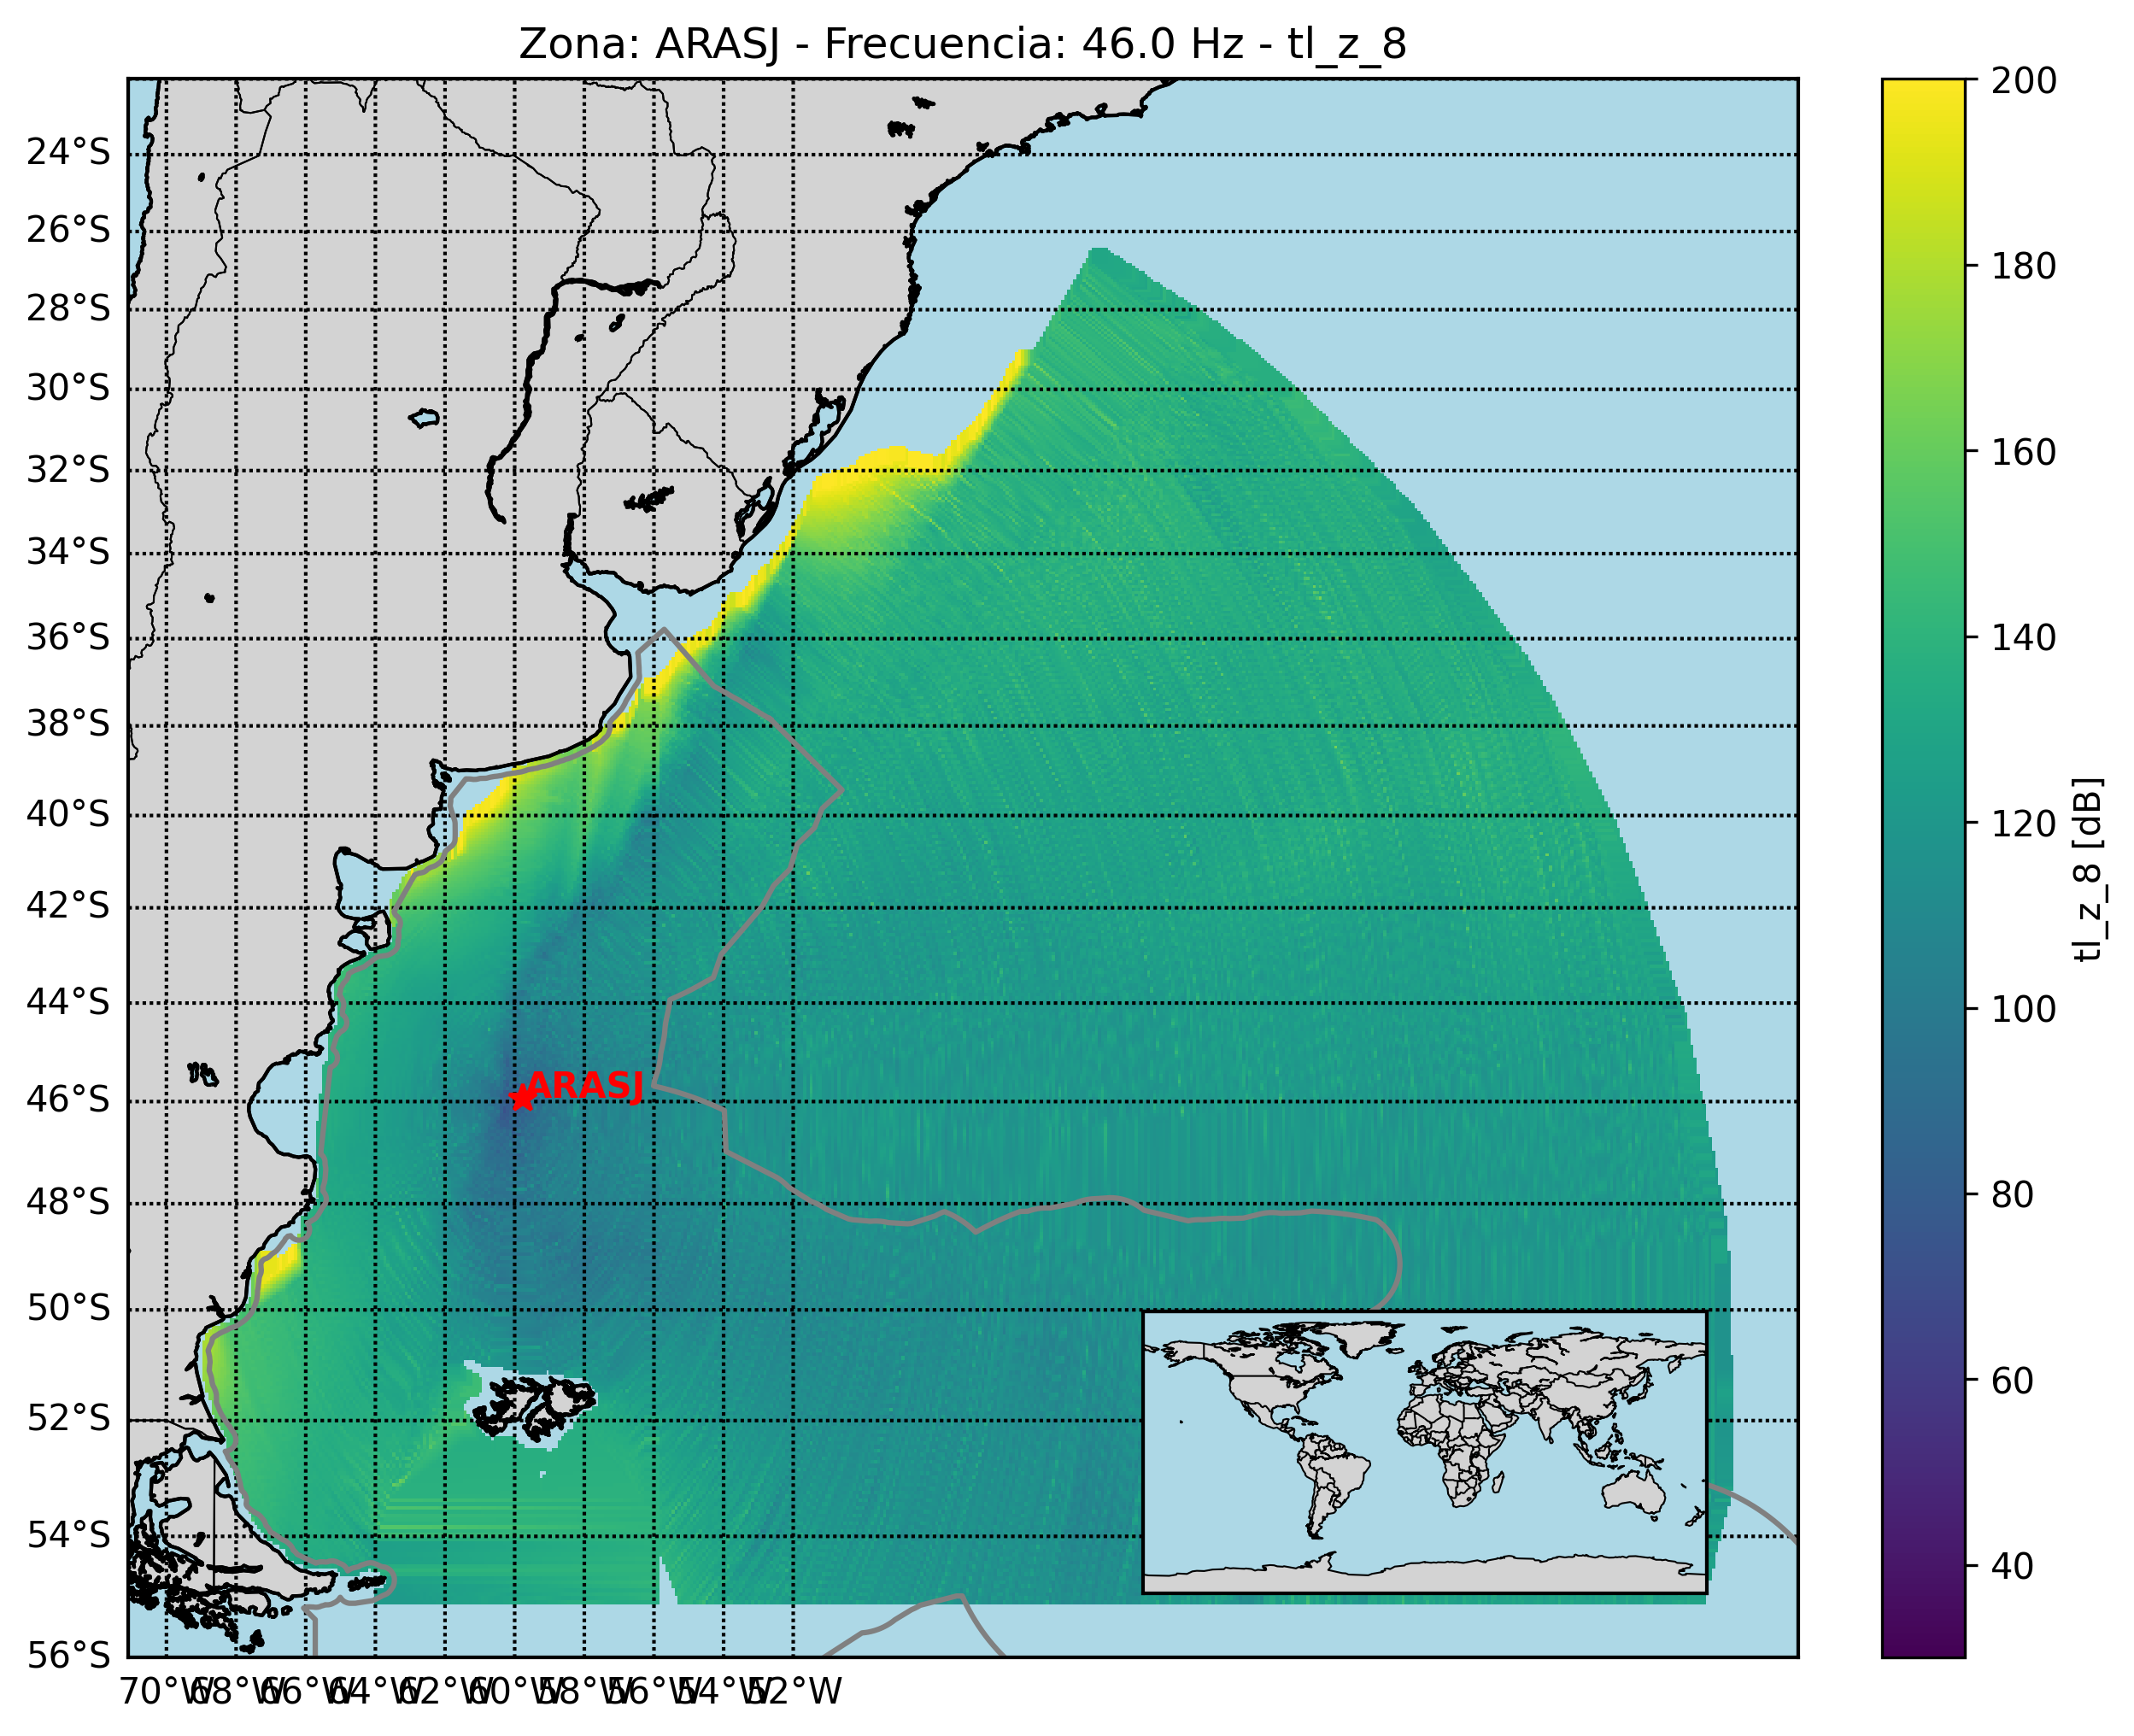 Zona: ARASJ - Frecuencia: 46.0 Hz - tl_z_8
24°S
26°S
28°S
30°S
32°S
34°S
36°S
38°S
40°S
42°S
44°S
46°S
48°S
50°S
52°S
54°S
56°S
70°W
68°W
66°W
64°W
62°W
60°W
58°W
56°W
54°W
52°W
ARASJ
200
180
160
140
120
100
80
60
40
tl_z_8 [dB]